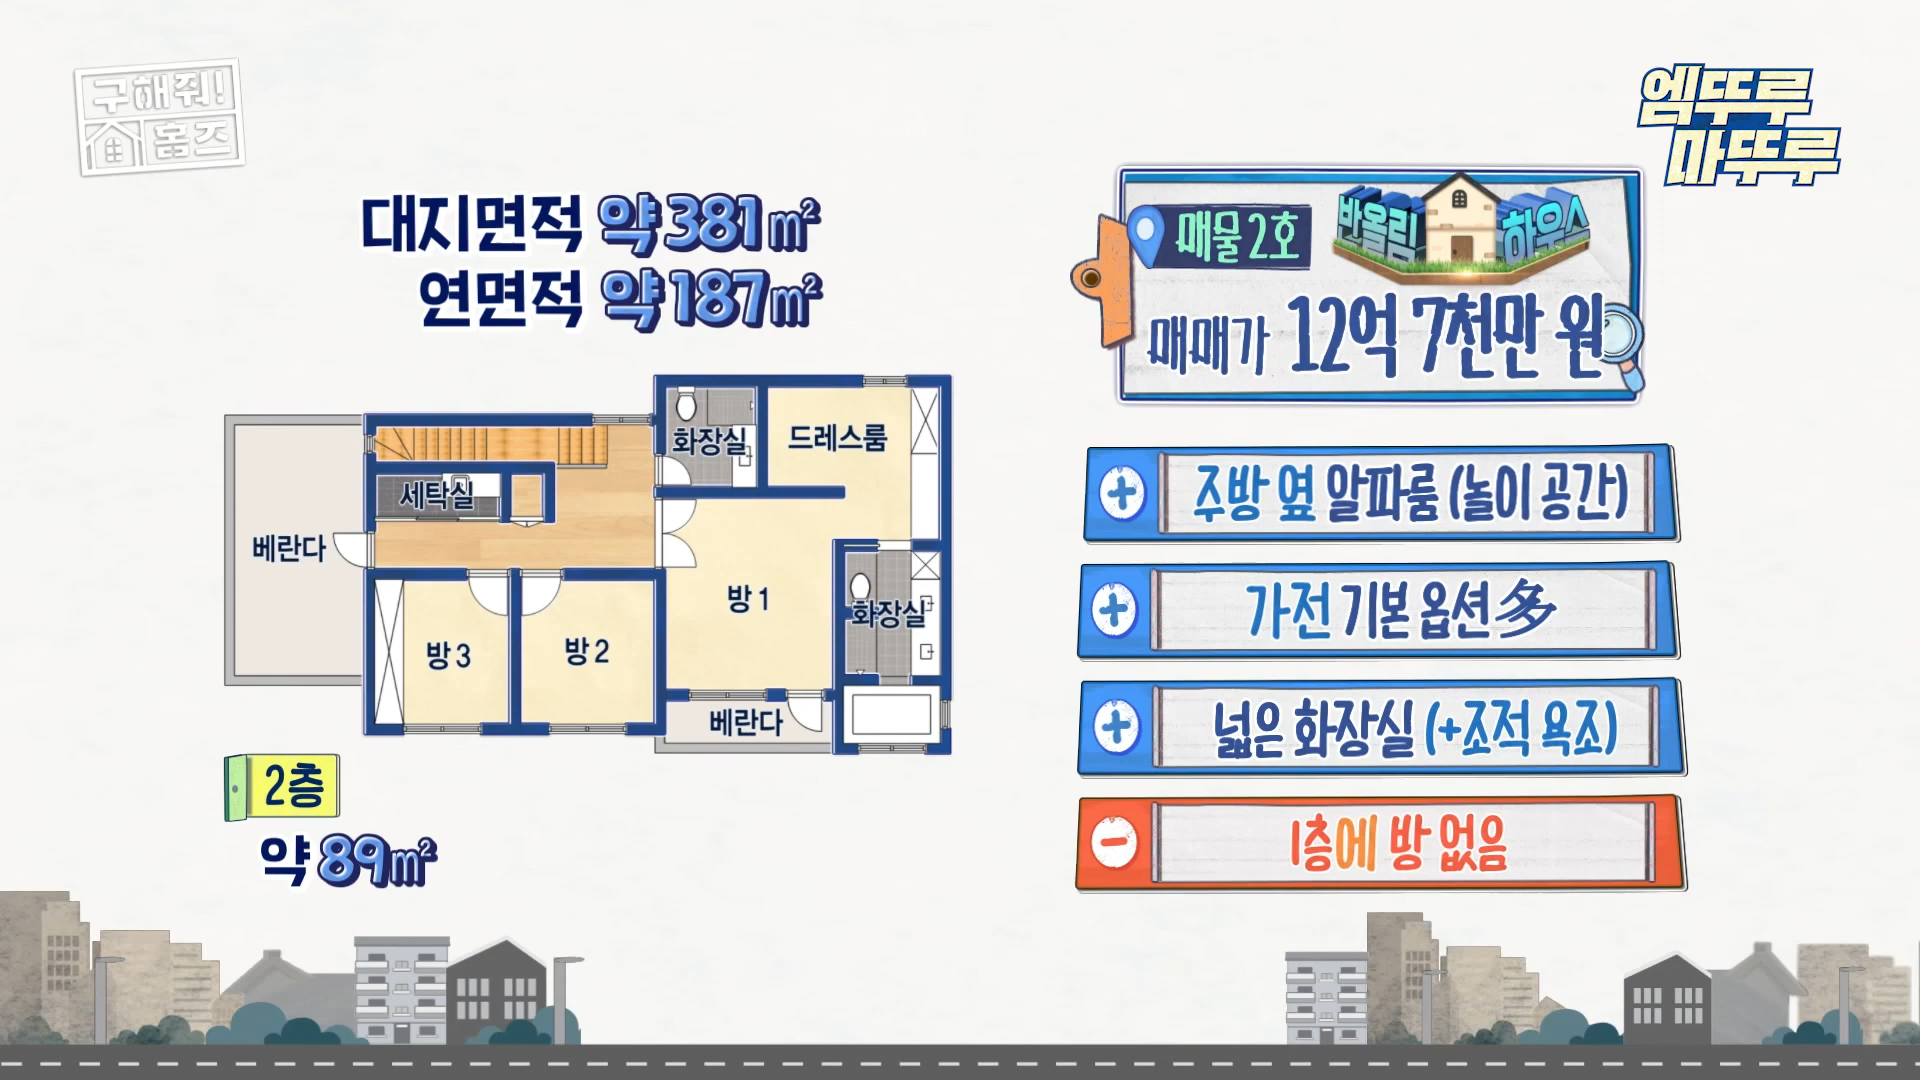 구해줘!
홈즈
엠뚜루
마뚜루
대지면적 약 381㎡
연면적 약 187㎡
매물 2호
바올림 하우스
매매가 12억 7천만 원
화장실
드레스룸
세탁실
베란다
방 1
화장실
방 3
방 2
베란다
2층
약 89㎡
+ 주방 옆 알파룸 (놀이 공간)
+ 가전 기본 옵션 多
+ 넓은 화장실 (+조적 욕조)
- 1층에 방 없음